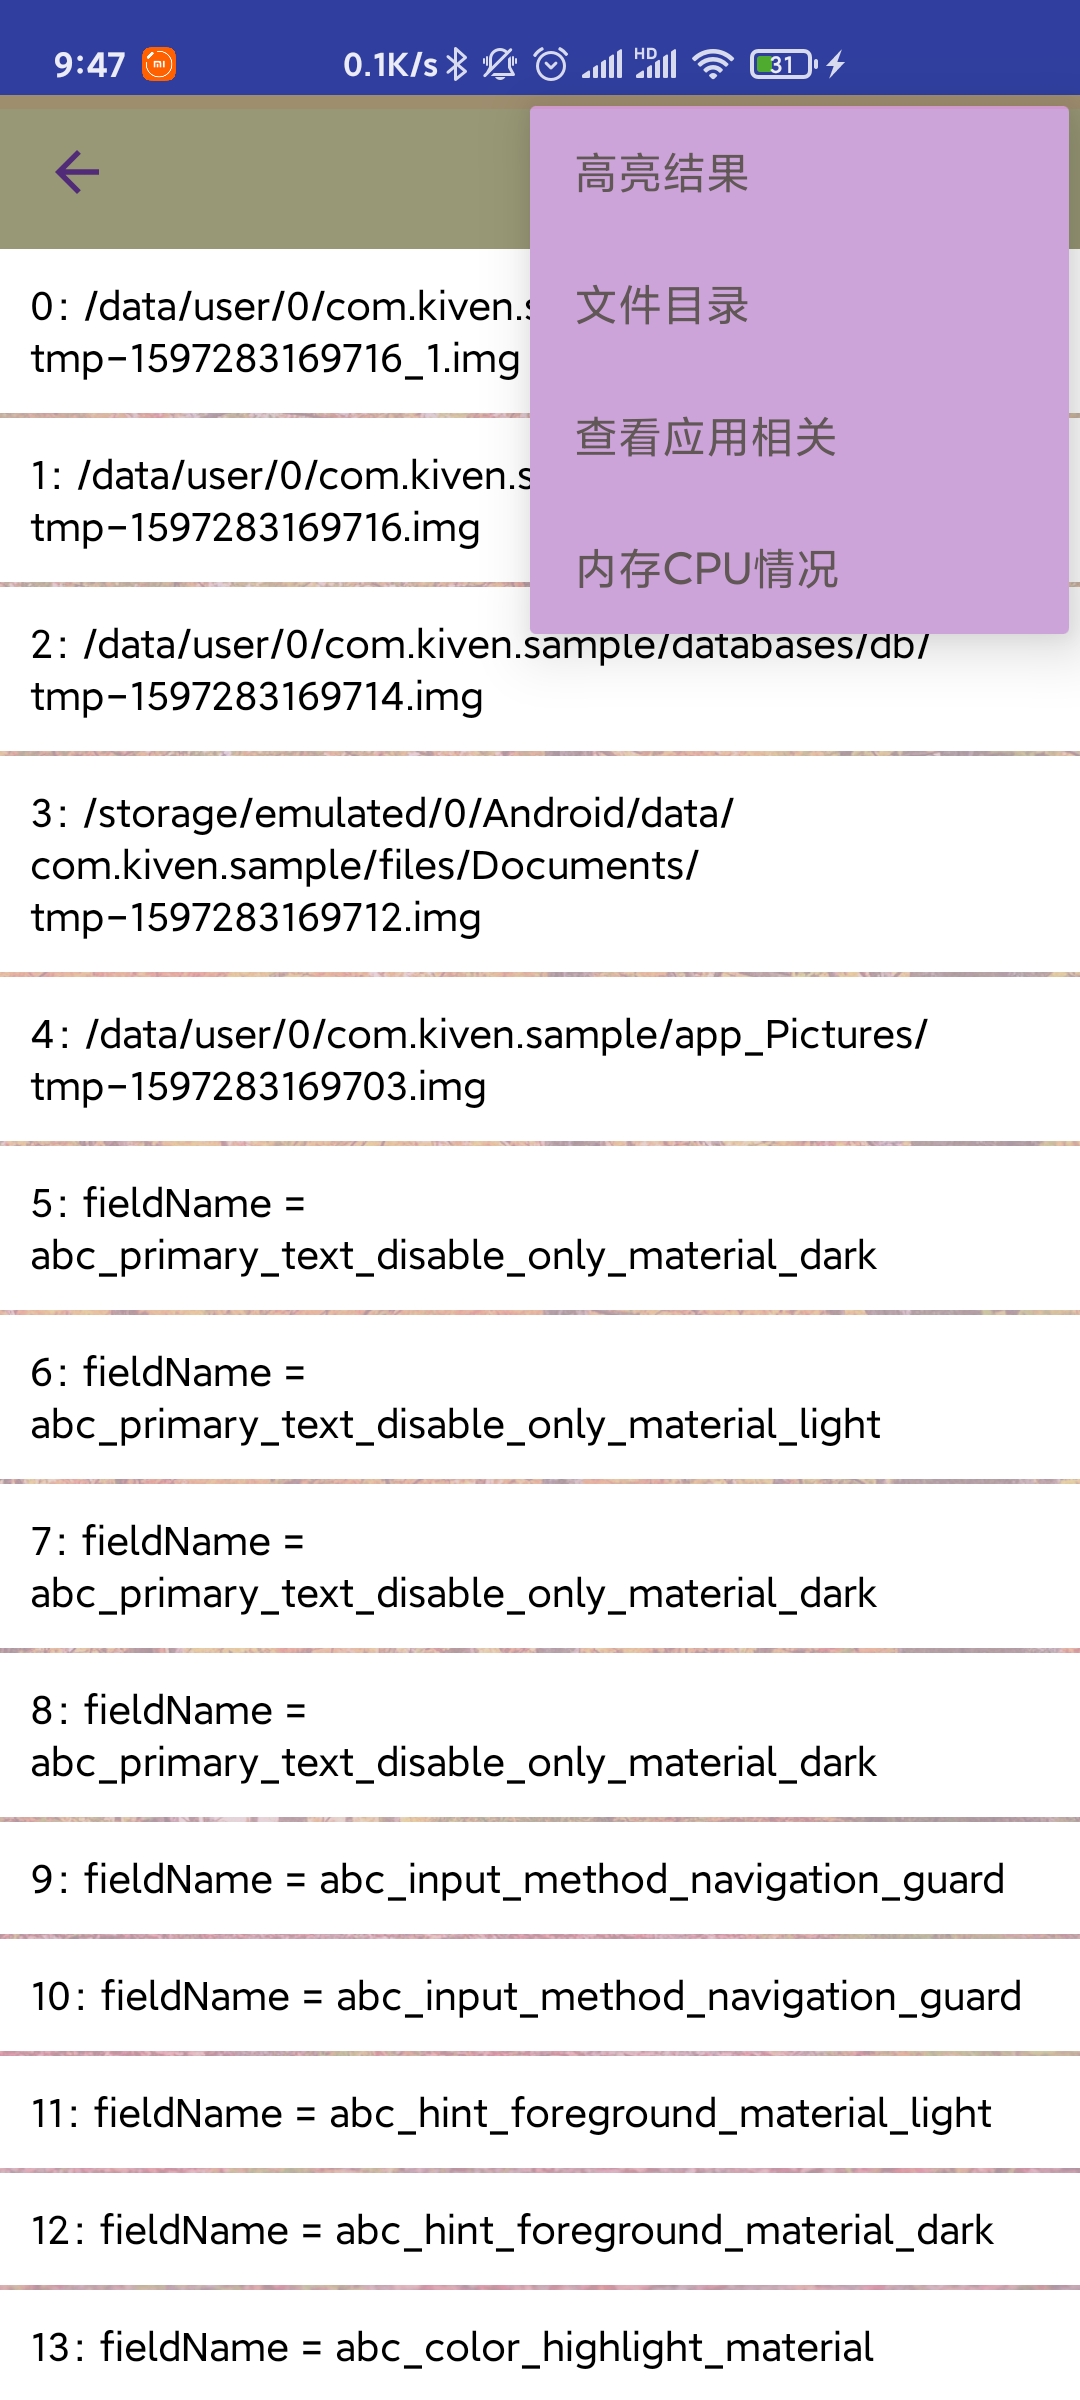 9:47 0.1K/s HD 31
高亮结果
文件目录
查看应用相关
内存CPU情况
0: /data/user/0/com.kiven.
tmp-1597283169716_1.img
1: /data/user/0/com.kiven.s
tmp-1597283169716.img
2: /data/user/0/com.kiven.sample/databases/db/
tmp-1597283169714.img
3: /storage/emulated/0/Android/data/
com.kiven.sample/files/Documents/
tmp-1597283169712.img
4: /data/user/0/com.kiven.sample/app_Pictures/
tmp-1597283169703.img
5: fieldName =
abc_primary_text_disable_only_material_dark
6: fieldName =
abc_primary_text_disable_only_material_light
7: fieldName =
abc_primary_text_disable_only_material_dark
8: fieldName =
abc_primary_text_disable_only_material_dark
9: fieldName = abc_input_method_navigation_guard
10: fieldName = abc_input_method_navigation_guard
11: fieldName = abc_hint_foreground_material_light
12: fieldName = abc_hint_foreground_material_dark
13: fieldName = abc_color_highlight_material